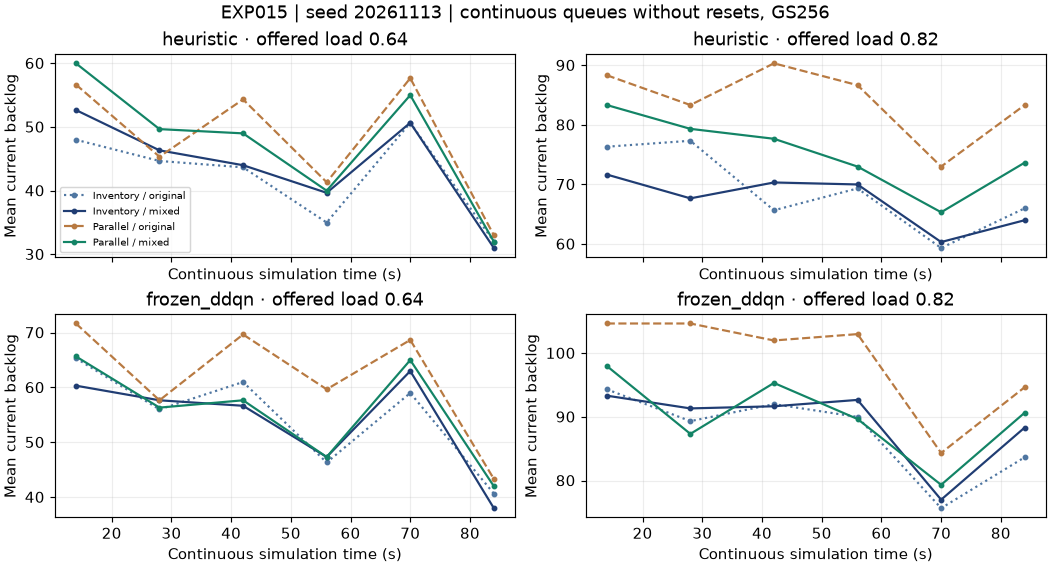 EXP015 | seed 20261113 | continuous queues without resets, GS256
heuristic · offered load 0.64
Mean current backlog
60
50
40
30
Inventory / original
Inventory / mixed
Parallel / original
Parallel / mixed
Continuous simulation time (s)
heuristic · offered load 0.82
Mean current backlog
90
80
70
60
Continuous simulation time (s)
frozen_ddqn · offered load 0.64
Mean current backlog
70
60
50
40
20 30 40 50 60 70 80
Continuous simulation time (s)
frozen_ddqn · offered load 0.82
Mean current backlog
100
90
80
20 30 40 50 60 70 80
Continuous simulation time (s)